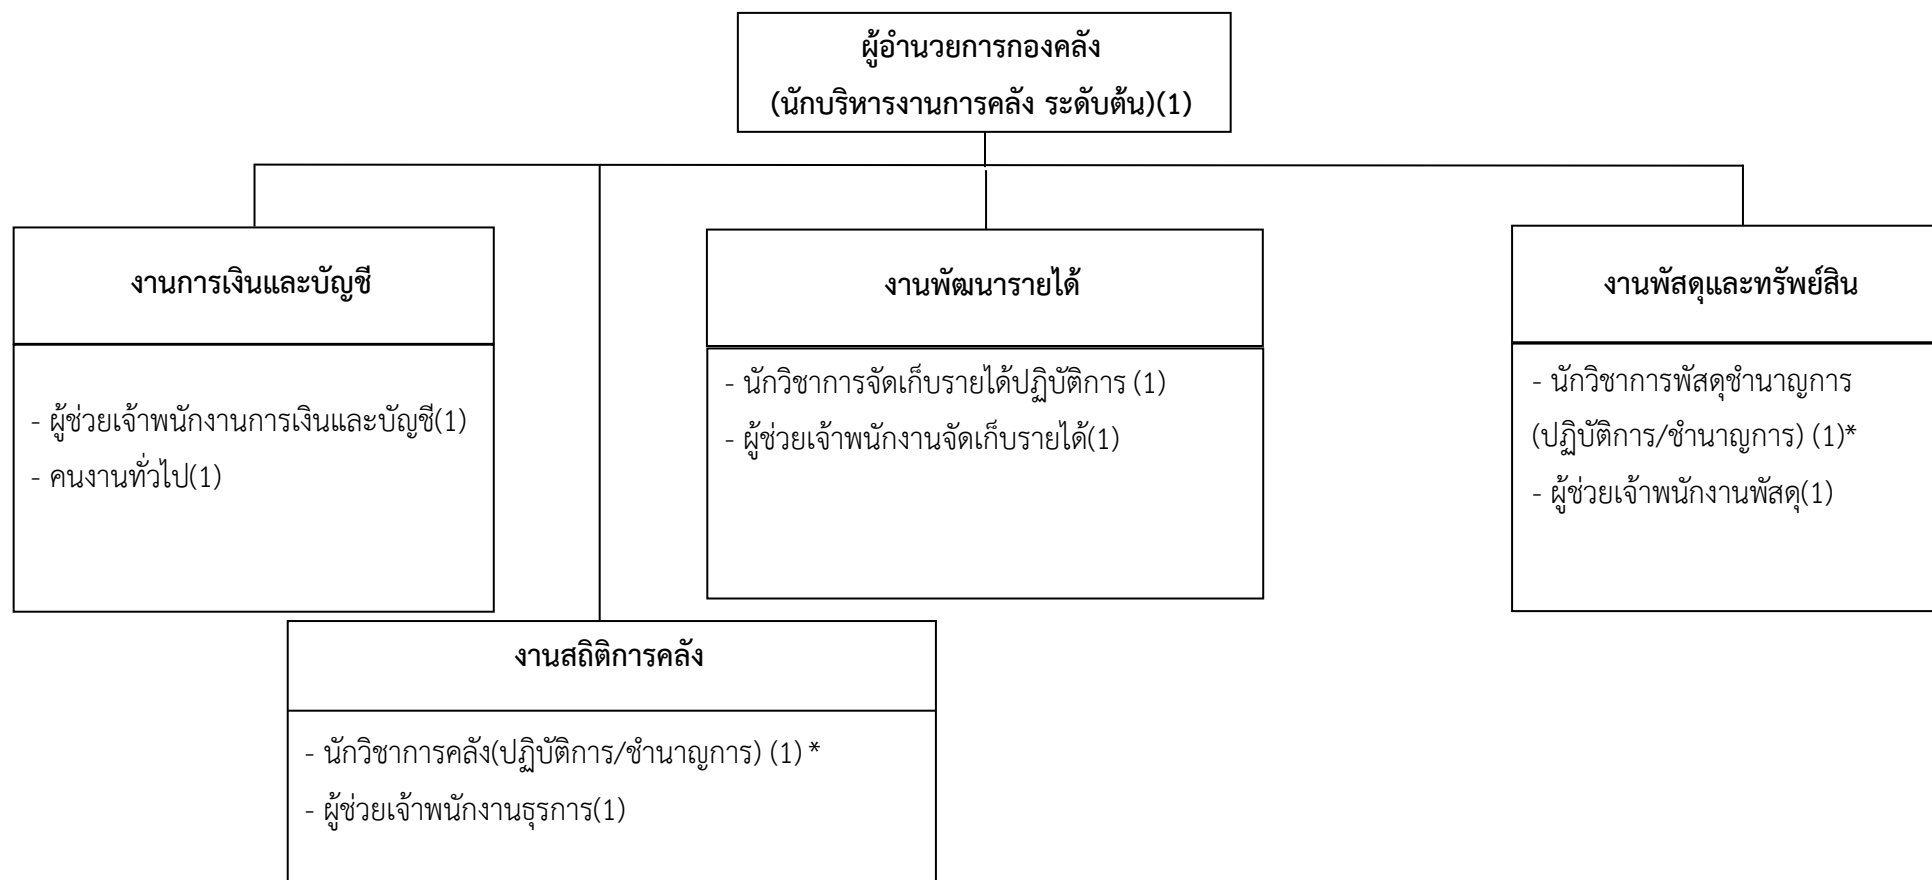 ผู้อำนวยการกองคลัง
(นักบริหารงานการคลัง ระดับต้น)(1)
งานการเงินและบัญชี
- ผู้ช่วยเจ้าพนักงานการเงินและบัญชี(1)
- คนงานทั่วไป(1)
งานพัฒนารายได้
- นักวิชาการจัดเก็บรายได้ปฏิบัติการ (1)
- ผู้ช่วยเจ้าพนักงานจัดเก็บรายได้(1)
งานพัสดุและทรัพย์สิน
- นักวิชาการพัสดุชำนาญการ
(ปฏิบัติการ/ชำนาญการ) (1)*
- ผู้ช่วยเจ้าพนักงานพัสดุ(1)
งานสถิติการคลัง
- นักวิชาการคลัง(ปฏิบัติการ/ชำนาญการ) (1) *
- ผู้ช่วยเจ้าพนักงานธุรการ(1)